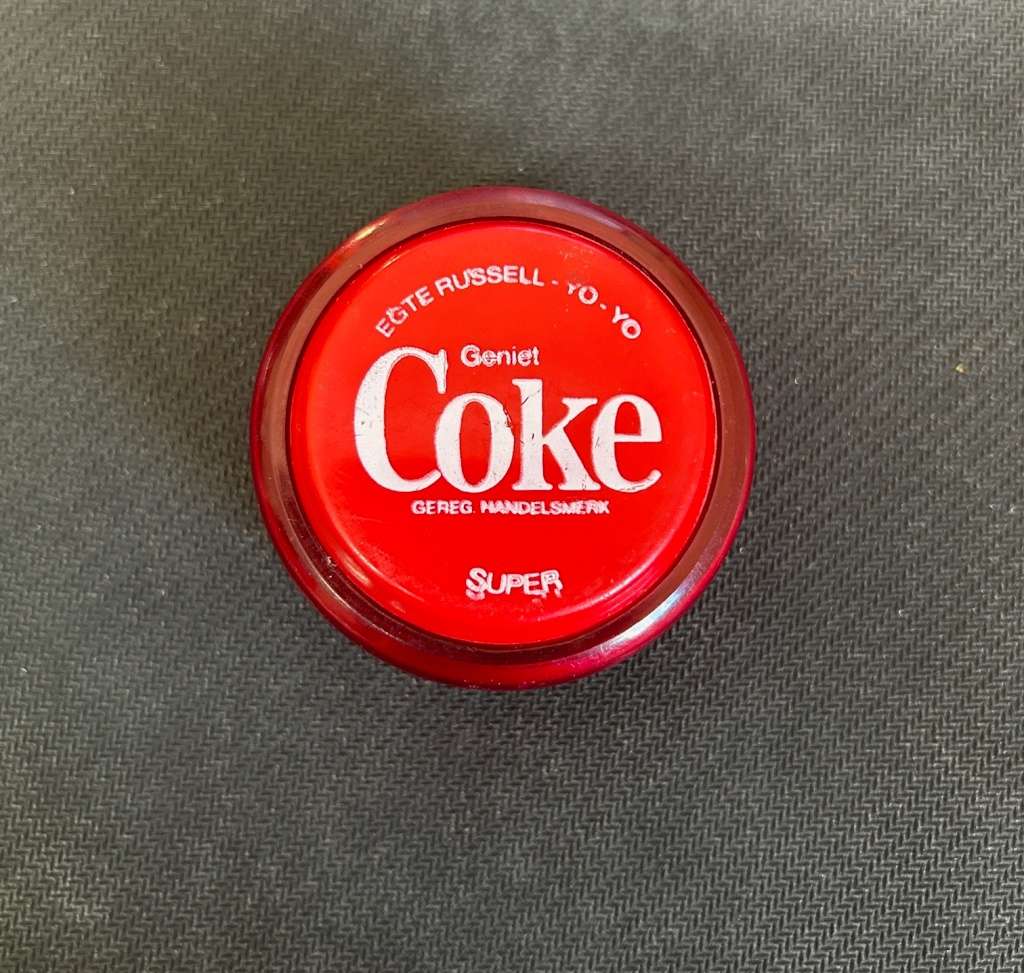 EGTE RUSSELL - YO - YO
Geniet
Coke
GEREG. HANDELSMERK
SUPER